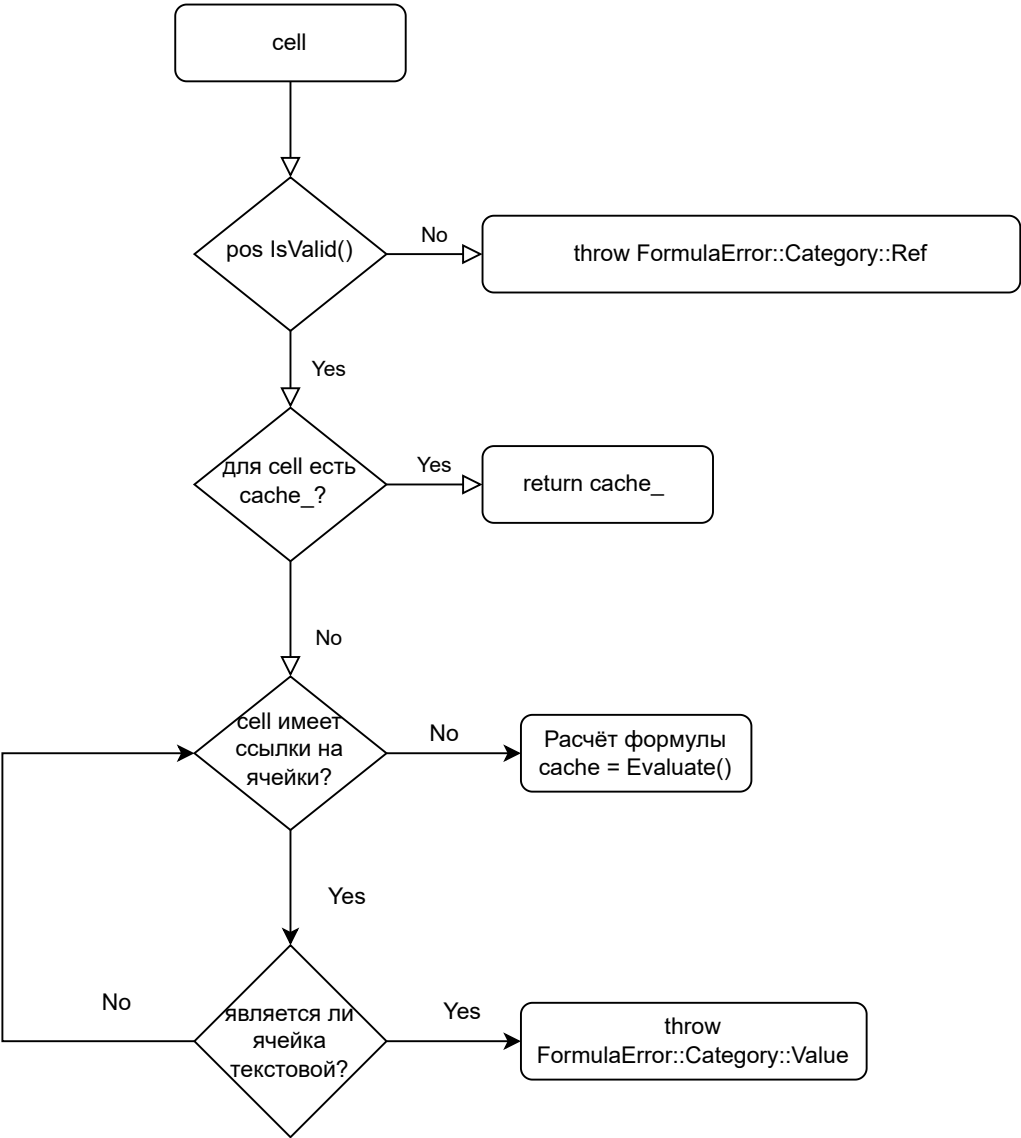 cell
pos IsValid()
No
throw FormulaError::Category::Ref
Yes
для cell есть
cache_?
Yes
return cache_
No
cell имеет
ссылки на
ячейки?
No
Расчёт формулы
cache = Evaluate()
Yes
No
является ли
ячейка
текстовой?
Yes
throw
FormulaError::Category::Value